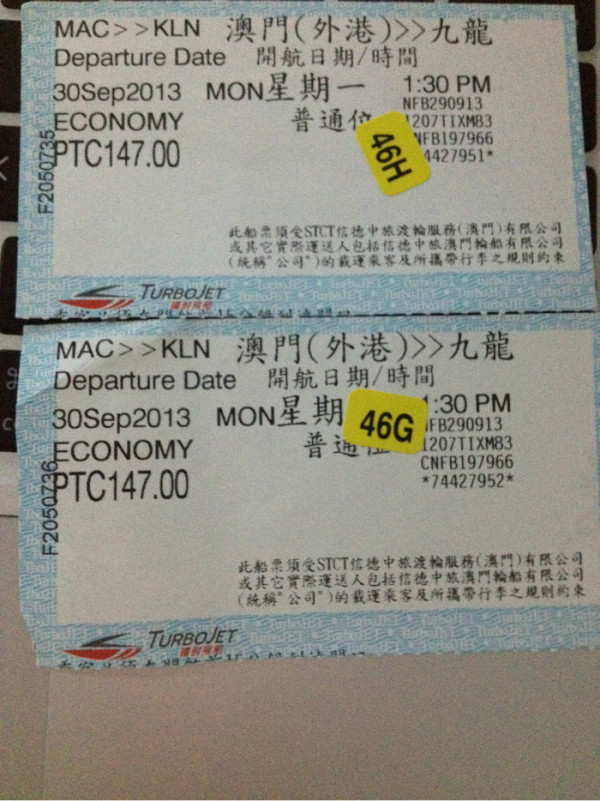 MAC>>KLN 澳門(外港)>>九龍
Departure Date 開航日期/時間
30Sep2013 MON星期一 1:30 PM
NFB290913
ECONOMY 普通位 1207TIXM83
NFB197966
PTC147.00 4427951*
46H
F2050735
此船票須受STCT信德中旅渡輪服務(澳門)有限公司
或其它實際運送人包括信德中旅澳門輪船有限公司
(統稱"公司")的載運乘客及所攜帶行李之規則約束
TURBOJET
噴射飛航
MAC>>KLN 澳門(外港)>>九龍
Departure Date 開航日期/時間
30Sep2013 MON星期 1:30 PM
46G
NFB290913
ECONOMY 普通位 1207TIXM83
CNFB197966
PTC147.00 *74427952*
F2050736
此船票須受STCT信德中旅渡輪服務(澳門)有限公司
或其它實際運送人包括信德中旅澳門輪船有限公司
(統稱"公司")的載運乘客及所攜帶行李之規則約束
TURBOJET
噴射飛航